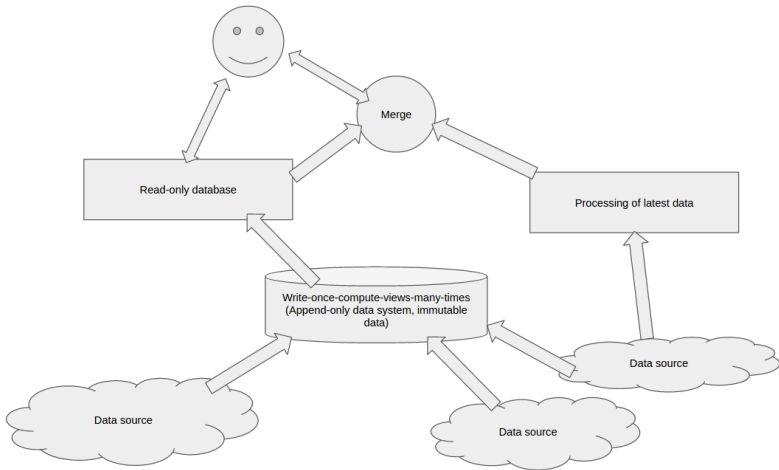 Merge
Read-only database
Processing of latest data
Write-once-compute-views-many-times
(Append-only data system, immutable
data)
Data source
Data source
Data source